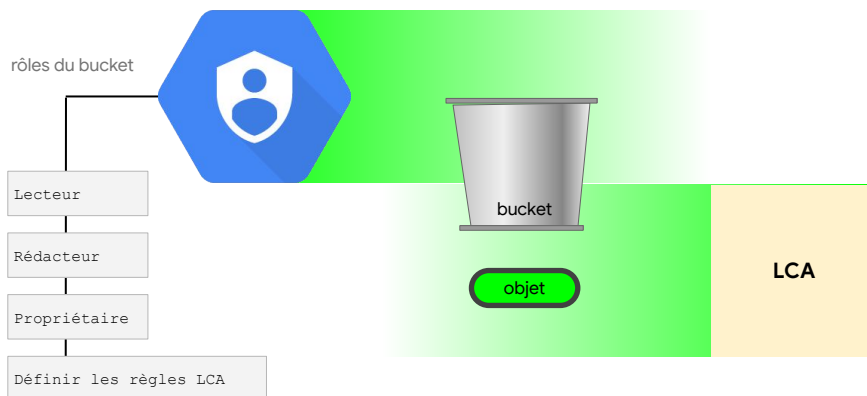 rôles du bucket
Lecteur
Rédacteur
Propriétaire
Définir les règles LCA
bucket
objet
LCA